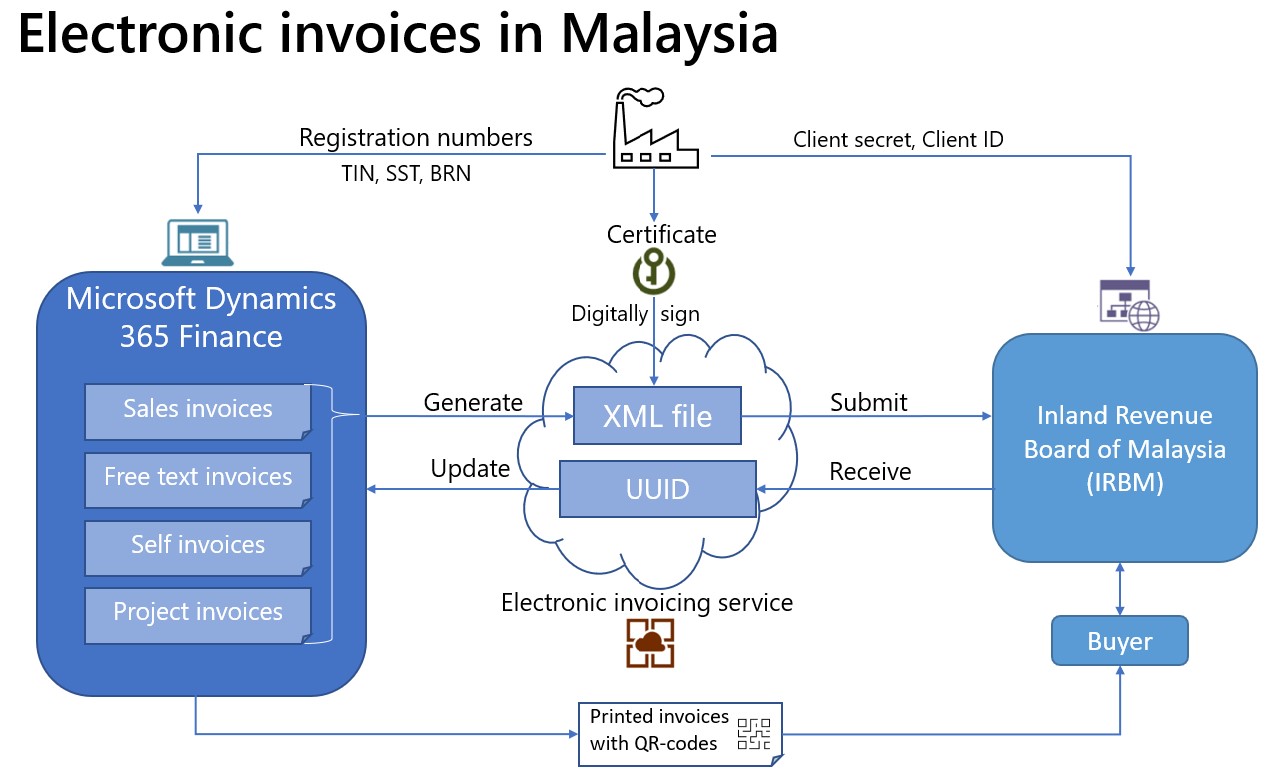 Electronic invoices in Malaysia
Registration numbers
TIN, SST, BRN
Client secret, Client ID
Certificate
Digitally sign
Microsoft Dynamics
365 Finance
Sales invoices
Free text invoices
Self invoices
Project invoices
Generate
XML file
Submit
Update
UUID
Receive
Inland Revenue
Board of Malaysia
(IRBM)
Electronic invoicing service
Buyer
Printed invoices
with QR-codes